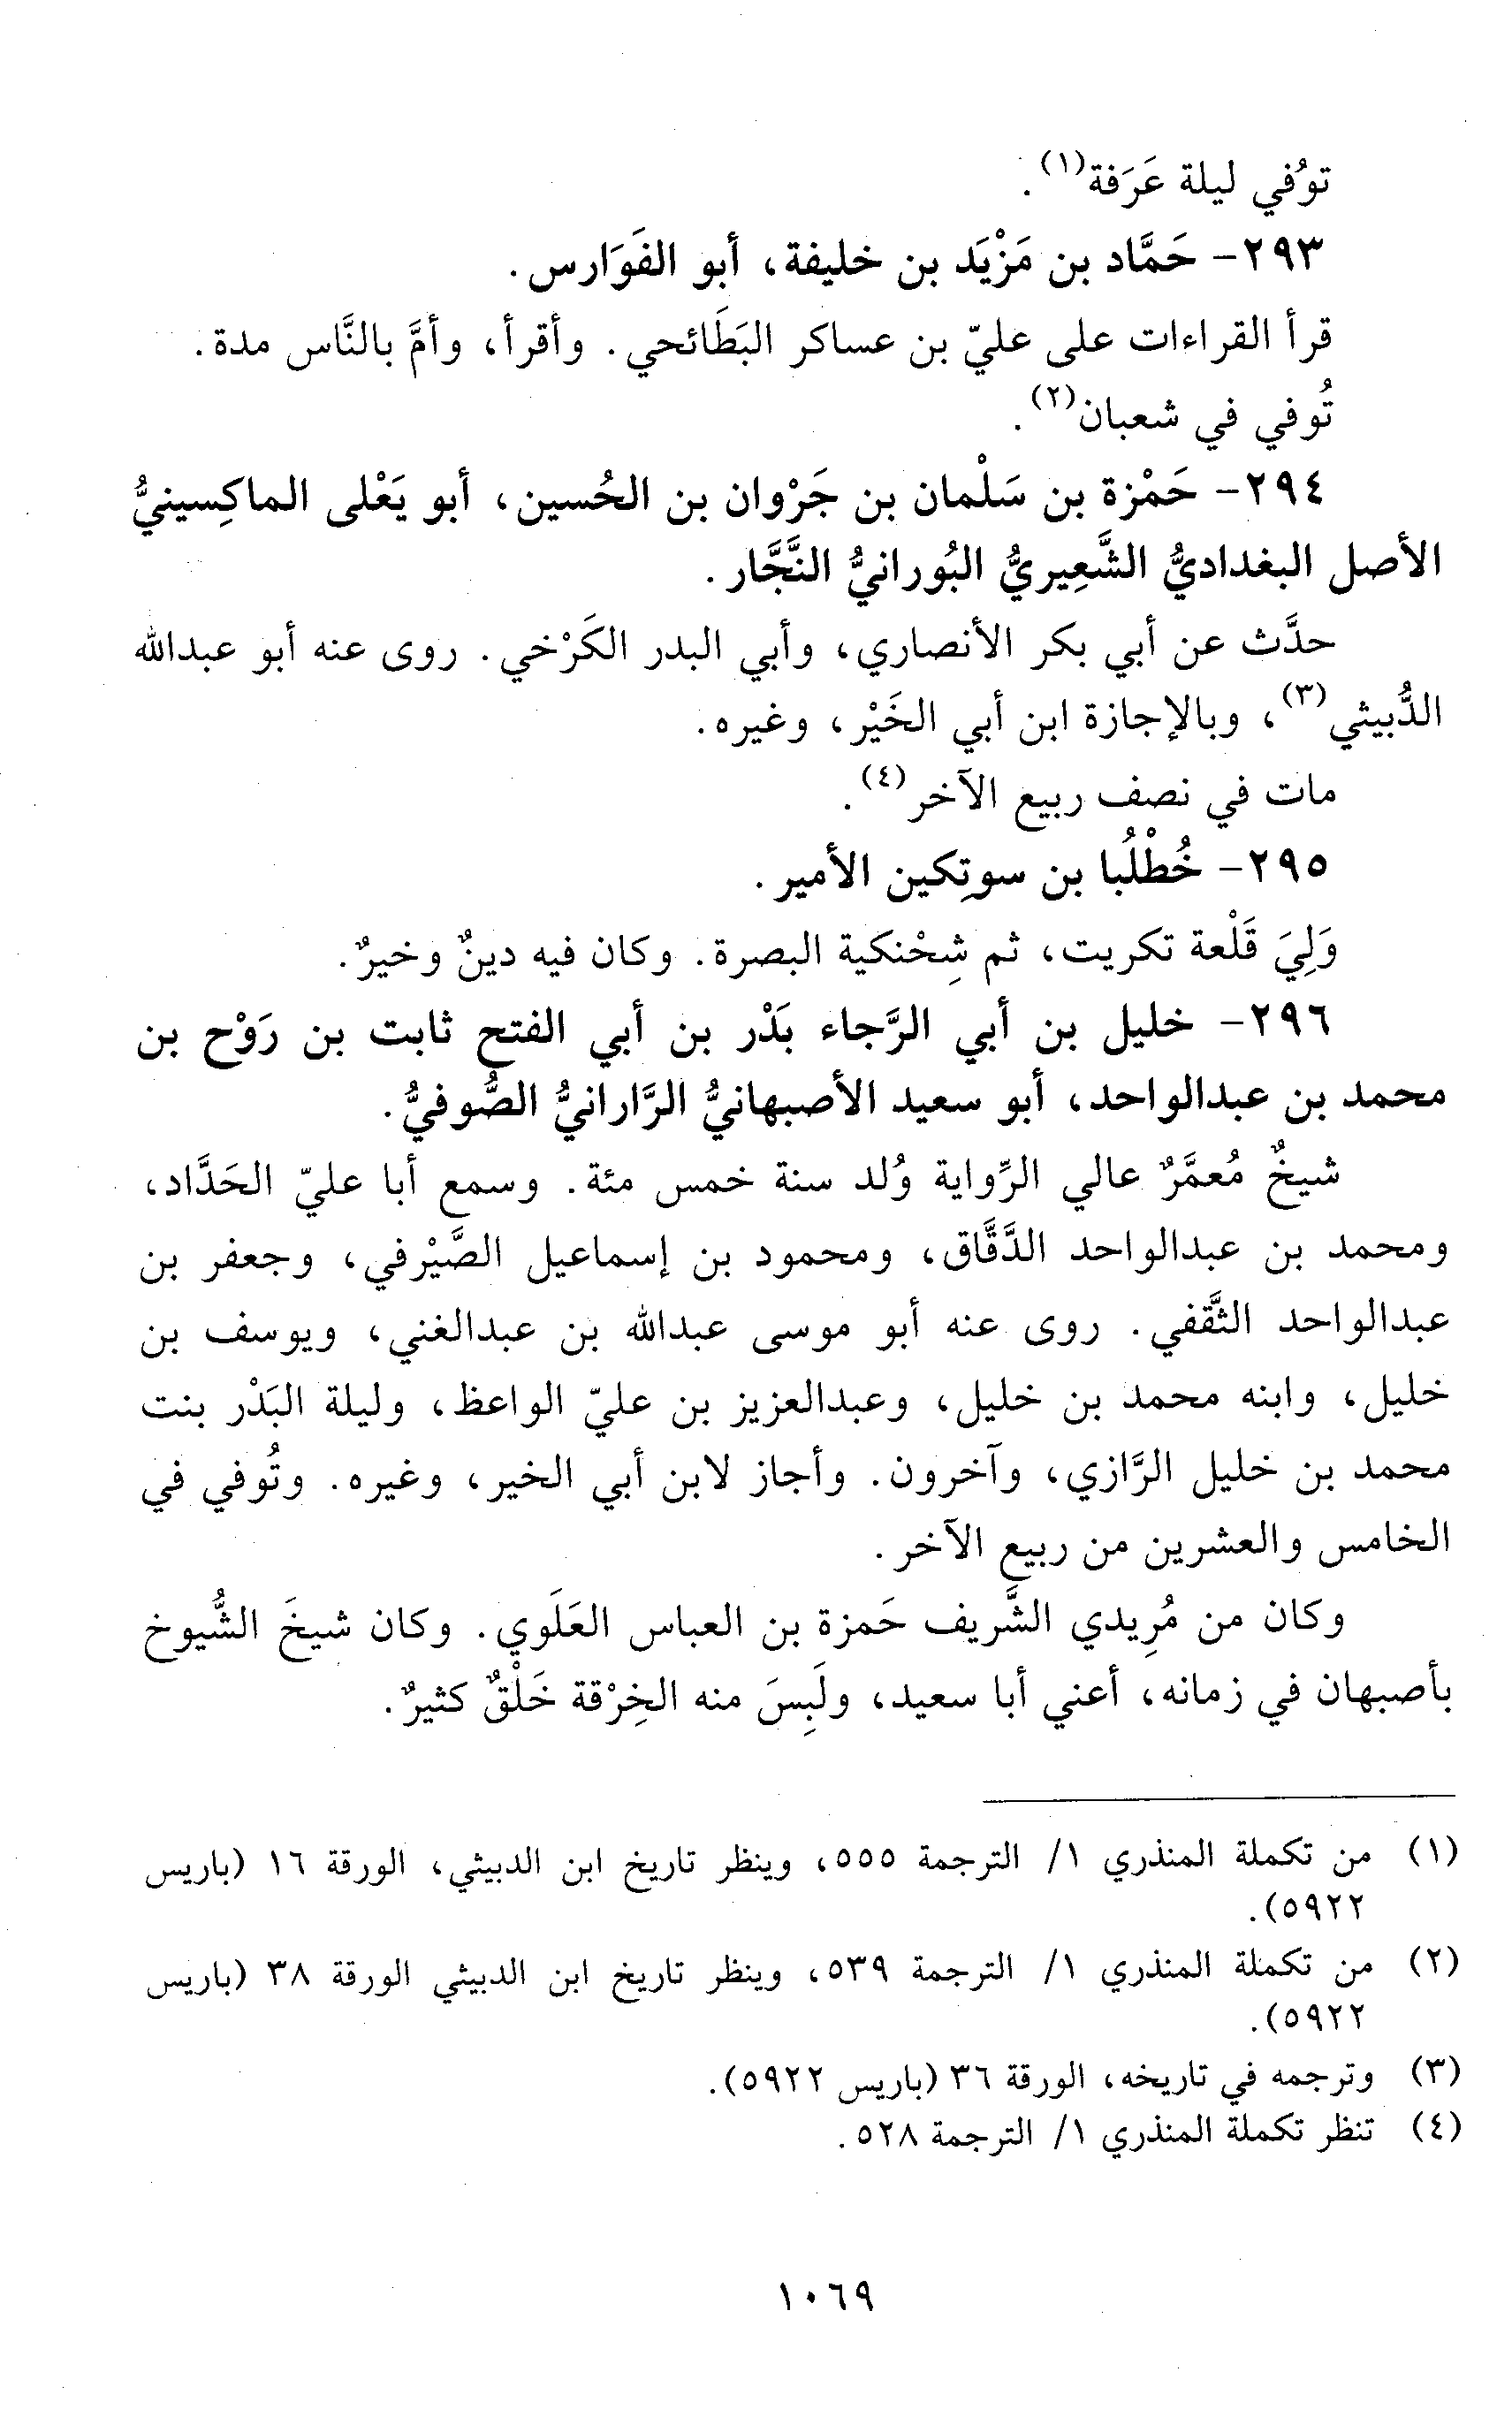 توُفي ليلة عَرَفة(١).
٢٩٣- حَمَّاد بن مَزْيَد بن خليفة، أبو الفَوَارس.
قرأ القراءات على عليّ بن عساكر البَطَائحي. وأقرأ، وأمَّ بالنَّاس مدة.
تُوفي في شعبان(٢).
٢٩٤- حَمْزة بن سَلْمان بن جَرْوان بن الحُسين، أبو يَعْلى الماكِسينيُّ
الأصل البغداديُّ الشَّعِيريُّ البُورانيُّ النَّجَّار.
حدَّث عن أبي بكر الأنصاري، وأبي البدر الكَرْخي. روى عنه أبو عبدالله
الدُّبيثي(٣)، وبالإجازة ابن أبي الخَيْر، وغيره.
مات في نصف ربيع الآخر(٤).
٢٩٥- خُطْلُبا بن سوتِكين الأمير.
وَلِيَ قَلْعة تكريت، ثم شِحْنكية البصرة. وكان فيه دينٌ وخيرٌ.
٢٩٦- خليل بن أبي الرَّجاء بَدْر بن أبي الفتح ثابت بن رَوْح بن
محمد بن عبدالواحد، أبو سعيد الأصبهانيُّ الرَّارانيُّ الصُّوفيُّ.
شيخٌ مُعمَّرٌ عالي الرِّواية وُلد سنة خمس مئة. وسمع أبا عليّ الحَدَّاد،
ومحمد بن عبدالواحد الدَّقَّاق، ومحمود بن إسماعيل الصَّيْرفي، وجعفر بن
عبدالواحد الثَّقفي. روى عنه أبو موسى عبدالله بن عبدالغني، ويوسف بن
خليل، وابنه محمد بن خليل، وعبدالعزيز بن عليّ الواعظ، وليلة البَدْر بنت
محمد بن خليل الرَّازي، وآخرون. وأجاز لابن أبي الخير، وغيره. وتُوفي في
الخامس والعشرين من ربيع الآخر.
وكان من مُرِيدي الشَّريف حَمزة بن العباس العَلَوي. وكان شيخَ الشُّيوخ
بأصبهان في زمانه، أعني أبا سعيد، ولَبِسَ منه الخِرْقة خَلْقٌ كثيرٌ.
(١) من تكملة المنذري ١/ الترجمة ٥٥٥، وينظر تاريخ ابن الدبيثي، الورقة ١٦ (باريس
٥٩٢٢).
(٢) من تكملة المنذري ١/ الترجمة ٥٣٩، وينظر تاريخ ابن الدبيثي الورقة ٣٨ (باريس
٥٩٢٢).
(٣) وترجمه في تاريخه، الورقة ٣٦ (باريس ٥٩٢٢).
(٤) تنظر تكملة المنذري ١/ الترجمة ٥٢٨.
١٠٦٩